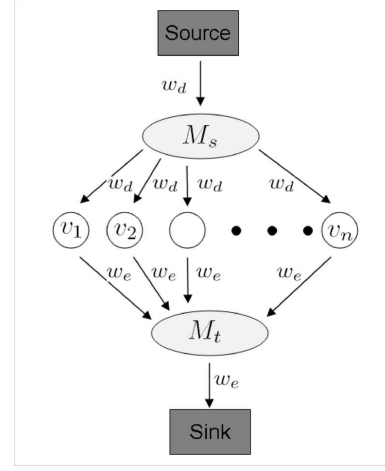 Source
w_d
M_s
w_d w_d w_d w_d
v_1 v_2 v_n
w_e w_e w_e w_e
M_t
w_e
Sink